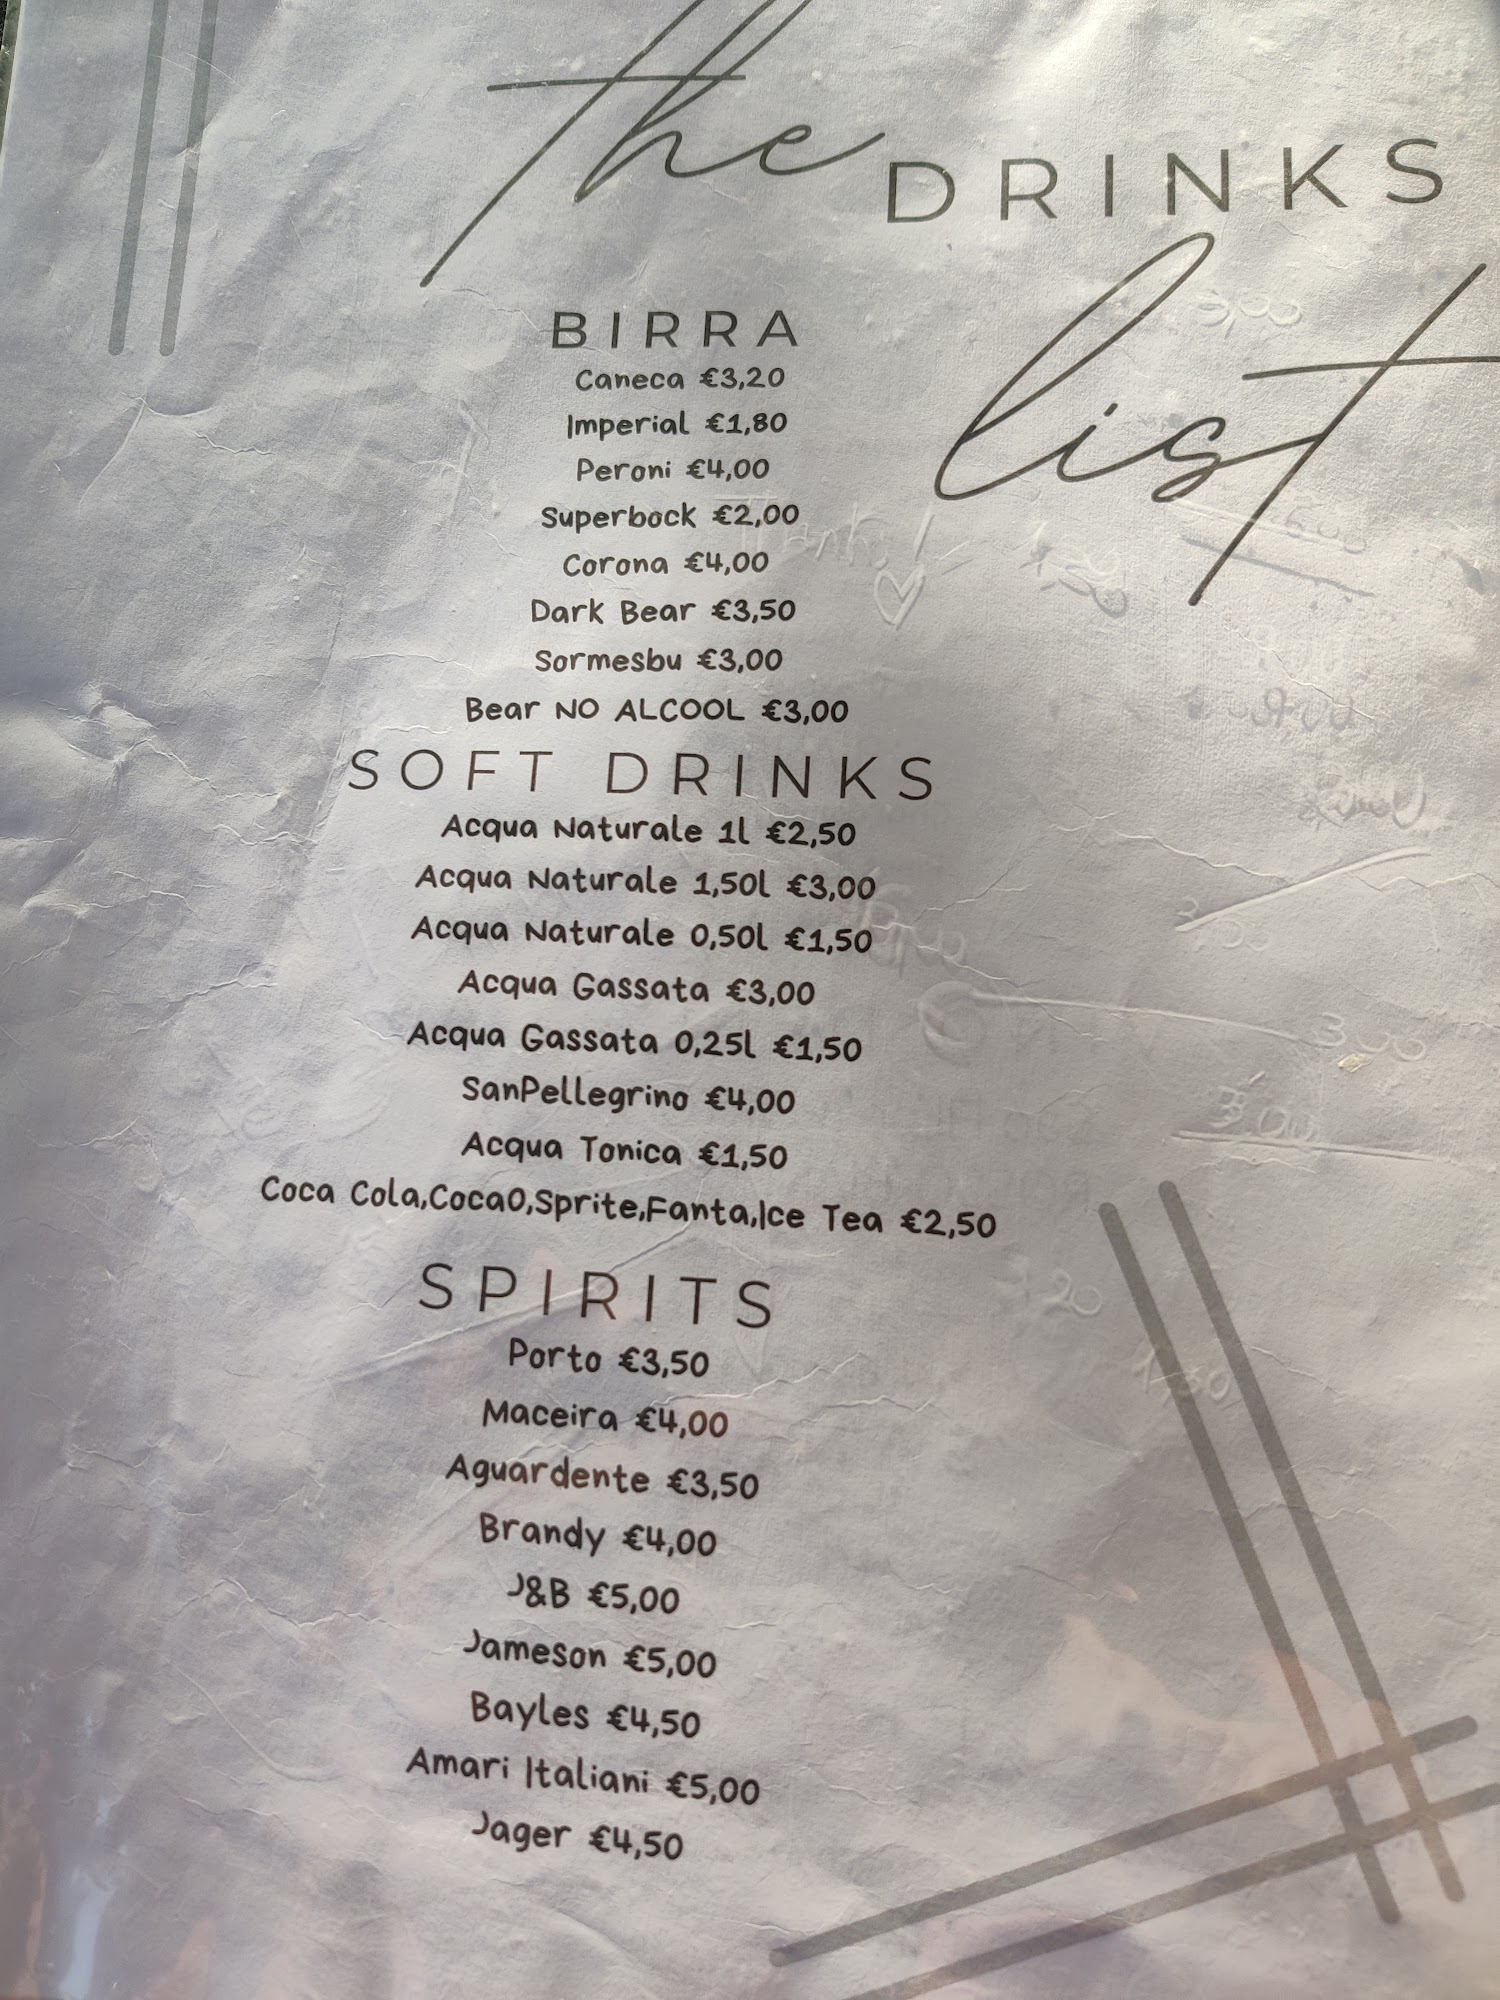 the DRINKS
list
BIRRA
Caneca €3,20
Imperial €1,80
Peroni €4,00
Superbock €2,00
Corona €4,00
Dark Bear €3,50
Sormesbu €3,00
Bear NO ALCOOL €3,00
SOFT DRINKS
Acqua Naturale 1l €2,50
Acqua Naturale 1,50l €3,00
Acqua Naturale 0,50l €1,50
Acqua Gassata €3,00
Acqua Gassata 0,25l €1,50
SanPellegrino €4,00
Acqua Tonica €1,50
Coca Cola,Coca0,Sprite,Fanta,Ice Tea €2,50
SPIRITS
Porto €3,50
Maceira €4,00
Aguardente €3,50
Brandy €4,00
J&B €5,00
Jameson €5,00
Bayles €4,50
Amari Italiani €5,00
Jager €4,50